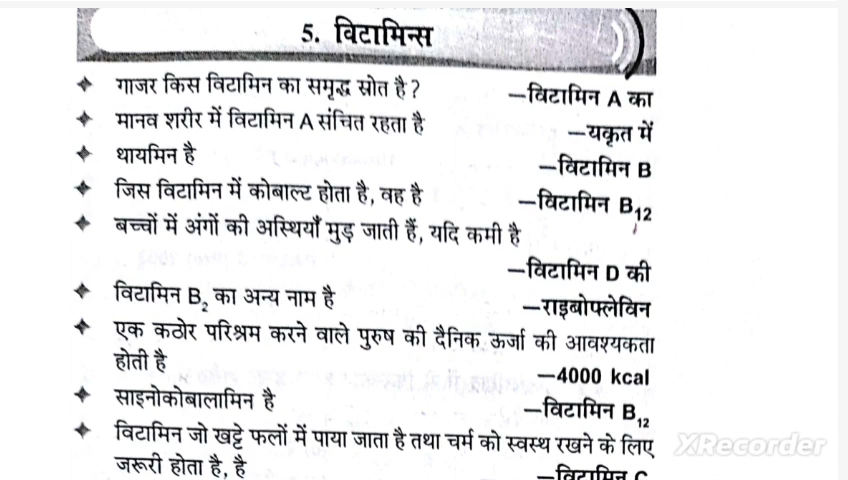 5. विटामिन्स
गाजर किस विटामिन का समृद्ध स्रोत है? –विटामिन A का
मानव शरीर में विटामिन A संचित रहता है –यकृत में
थायमिन है –विटामिन B
जिस विटामिन में कोबाल्ट होता है, वह है –विटामिन B12
बच्चों में अंगों की अस्थियाँ मुड़ जाती हैं, यदि कमी है
–विटामिन D की
विटामिन B2 का अन्य नाम है –राइबोफ्लेविन
एक कठोर परिश्रम करने वाले पुरुष की दैनिक ऊर्जा की आवश्यकता
होती है –4000 kcal
साइनोकोबालामिन है –विटामिन B12
विटामिन जो खट्टे फलों में पाया जाता है तथा चर्म को स्वस्थ रखने के लिए
जरूरी होता है, है –विटामिन C
XRecorder